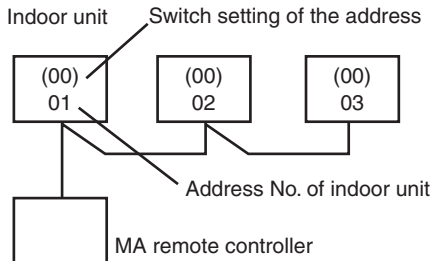 Indoor unit
Switch setting of the address
(00)
01
(00)
02
(00)
03
Address No. of indoor unit
MA remote controller